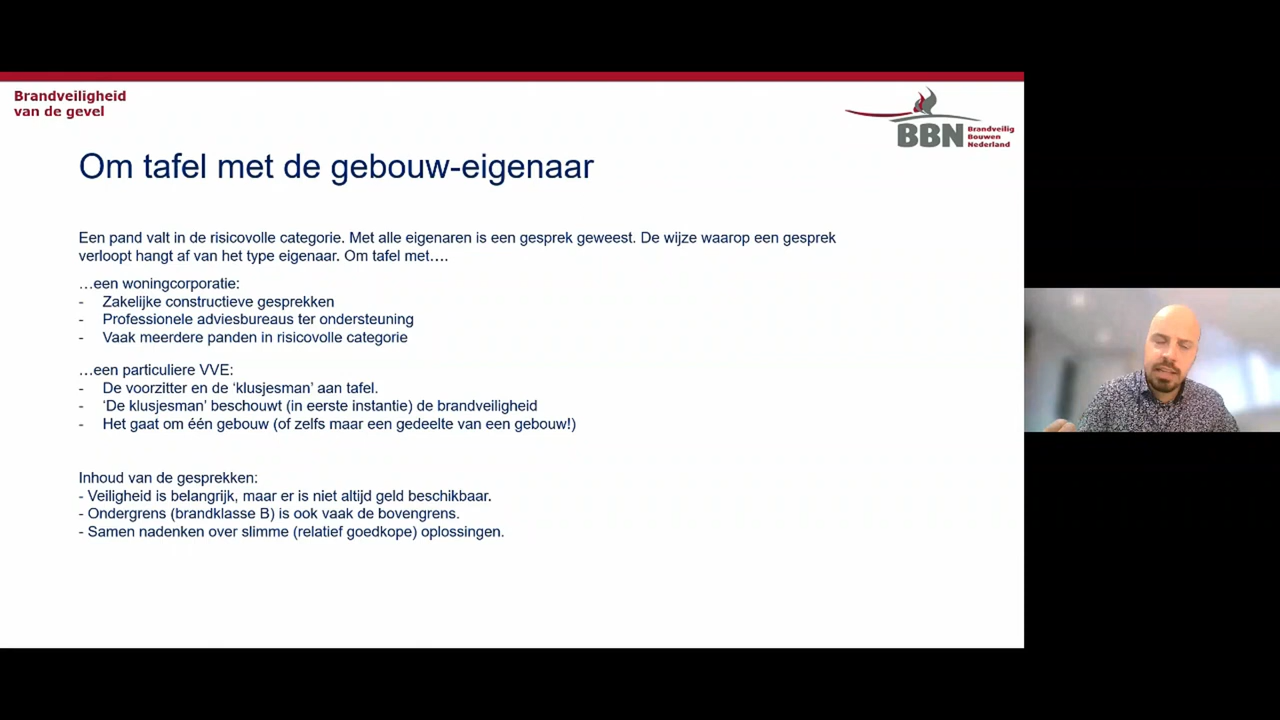 Brandveiligheid
van de gevel
BBN Brandveilig
Bouwen
Nederland
Om tafel met de gebouw-eigenaar
Een pand valt in de risicovolle categorie. Met alle eigenaren is een gesprek geweest. De wijze waarop een gesprek
verloopt hangt af van het type eigenaar. Om tafel met….
…een woningcorporatie:
- Zakelijke constructieve gesprekken
- Professionele adviesbureaus ter ondersteuning
- Vaak meerdere panden in risicovolle categorie
…een particuliere VVE:
- De voorzitter en de ‘klusjesman’ aan tafel.
- ‘De klusjesman’ beschouwt (in eerste instantie) de brandveiligheid
- Het gaat om één gebouw (of zelfs maar een gedeelte van een gebouw!)
Inhoud van de gesprekken:
- Veiligheid is belangrijk, maar er is niet altijd geld beschikbaar.
- Ondergrens (brandklasse B) is ook vaak de bovengrens.
- Samen nadenken over slimme (relatief goedkope) oplossingen.